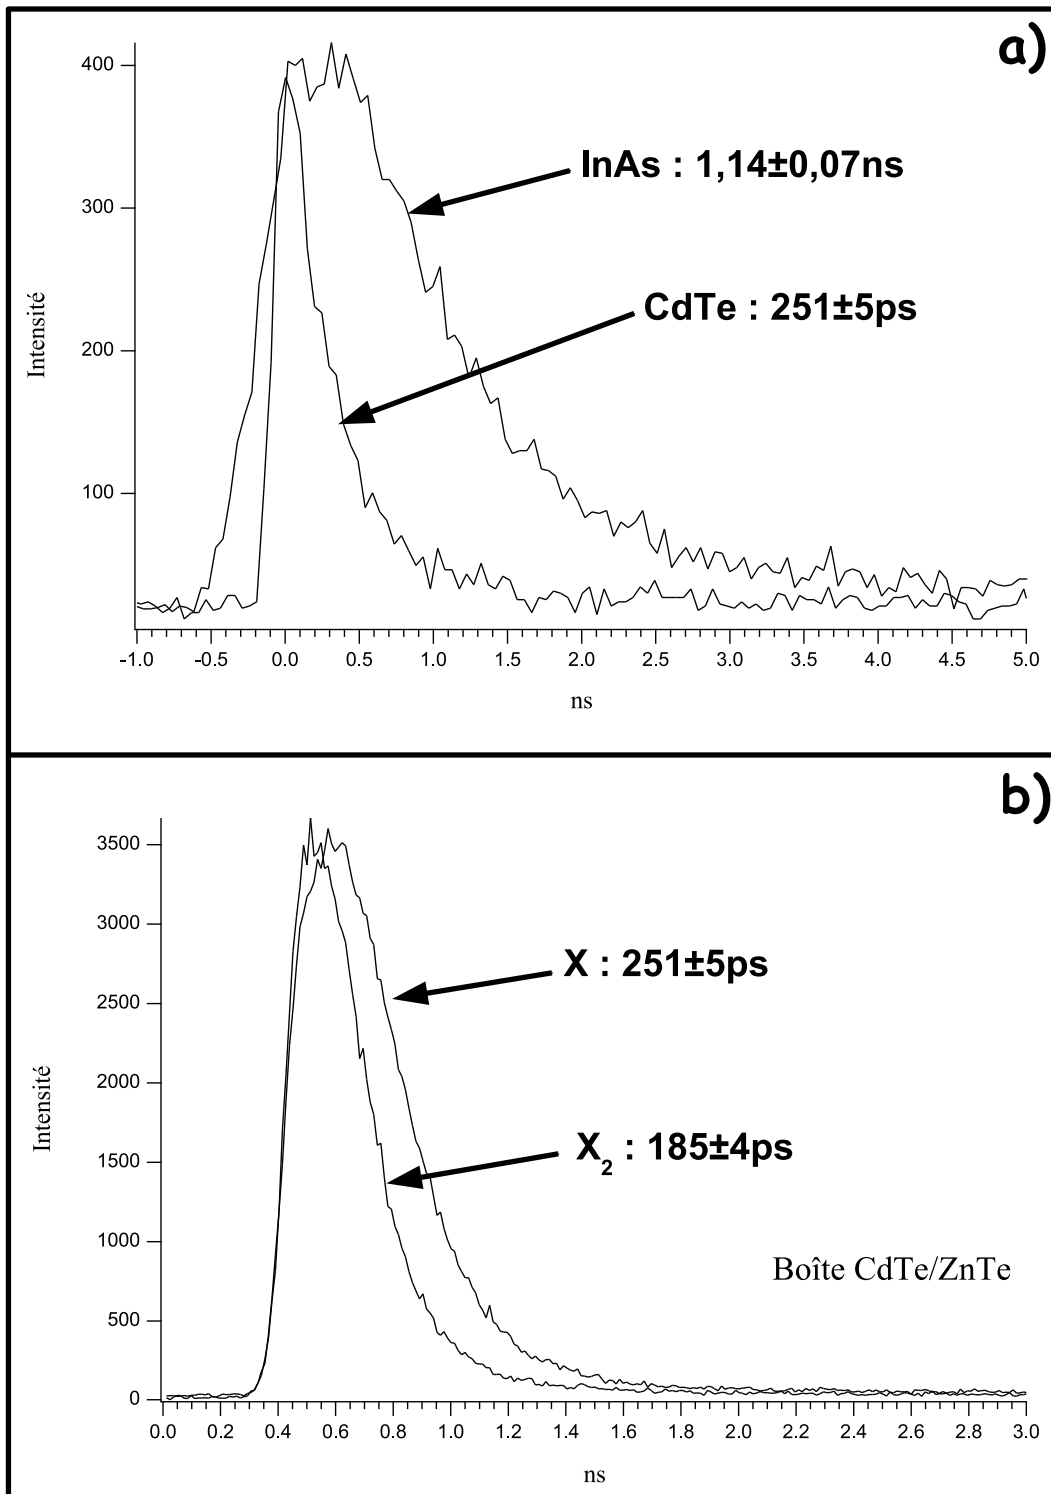 a)
400
300
200
100
Intensité
InAs : 1,14±0,07ns
CdTe : 251±5ps
-1.0 -0.5 0.0 0.5 1.0 1.5 2.0 2.5 3.0 3.5 4.0 4.5 5.0
ns
b)
3500
3000
2500
2000
1500
1000
500
0
Intensité
X : 251±5ps
X₂ : 185±4ps
Boîte CdTe/ZnTe
0.0 0.2 0.4 0.6 0.8 1.0 1.2 1.4 1.6 1.8 2.0 2.2 2.4 2.6 2.8 3.0
ns